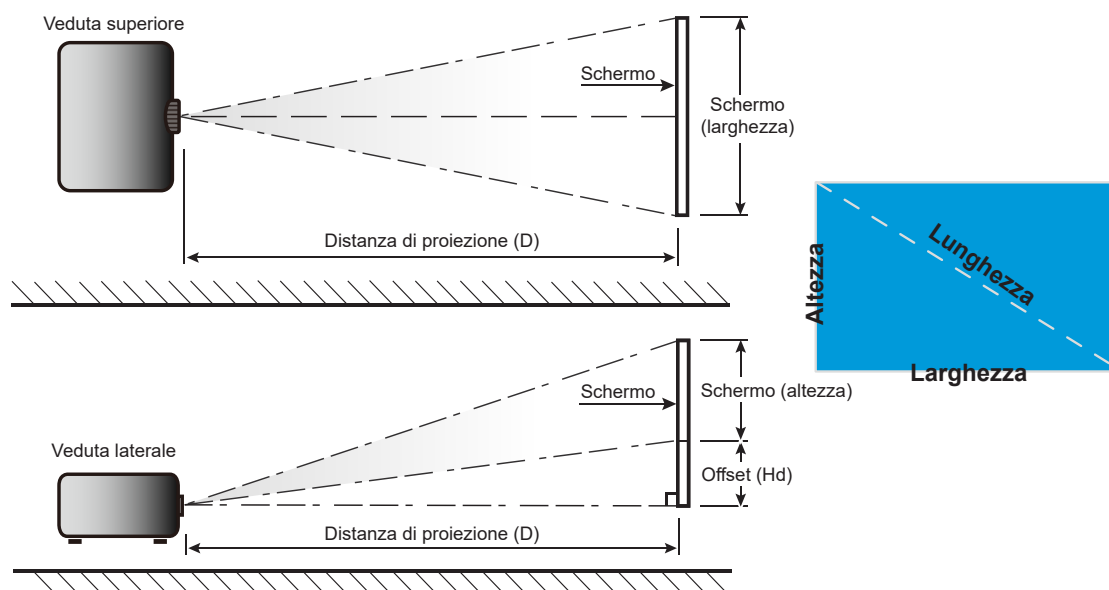 Veduta superiore
Schermo
Schermo
(larghezza)
Distanza di proiezione (D)
Altezza
Lunghezza
Larghezza
Schermo
Schermo (altezza)
Veduta laterale
Offset (Hd)
Distanza di proiezione (D)